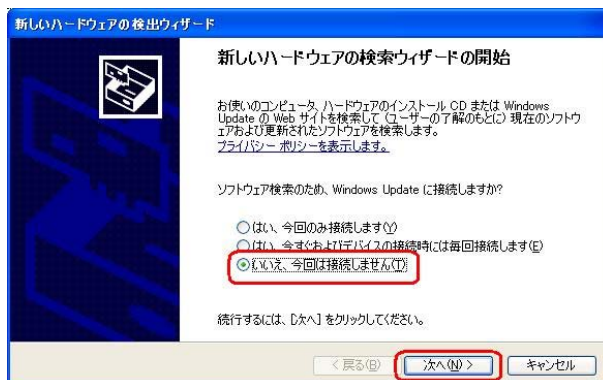 新しいハードウェアの検出ウィザード
新しいハードウェアの検索ウィザードの開始
お使いのコンピュータ、ハードウェアのインストール CD または Windows
Update の Web サイトを検索して (ユーザーの了解のもとに) 現在のソフトウ
ェアおよび更新されたソフトウェアを検索します。
プライバシー ポリシーを表示します。
ソフトウェア検索のため、Windows Update に接続しますか?
はい、今回のみ接続します(Y)
はい、今すぐおよびデバイスの接続時には毎回接続します(E)
いいえ、今回は接続しません(T)
続行するには、[次へ] をクリックしてください。
< 戻る(B)
次へ(N) >
キャンセル